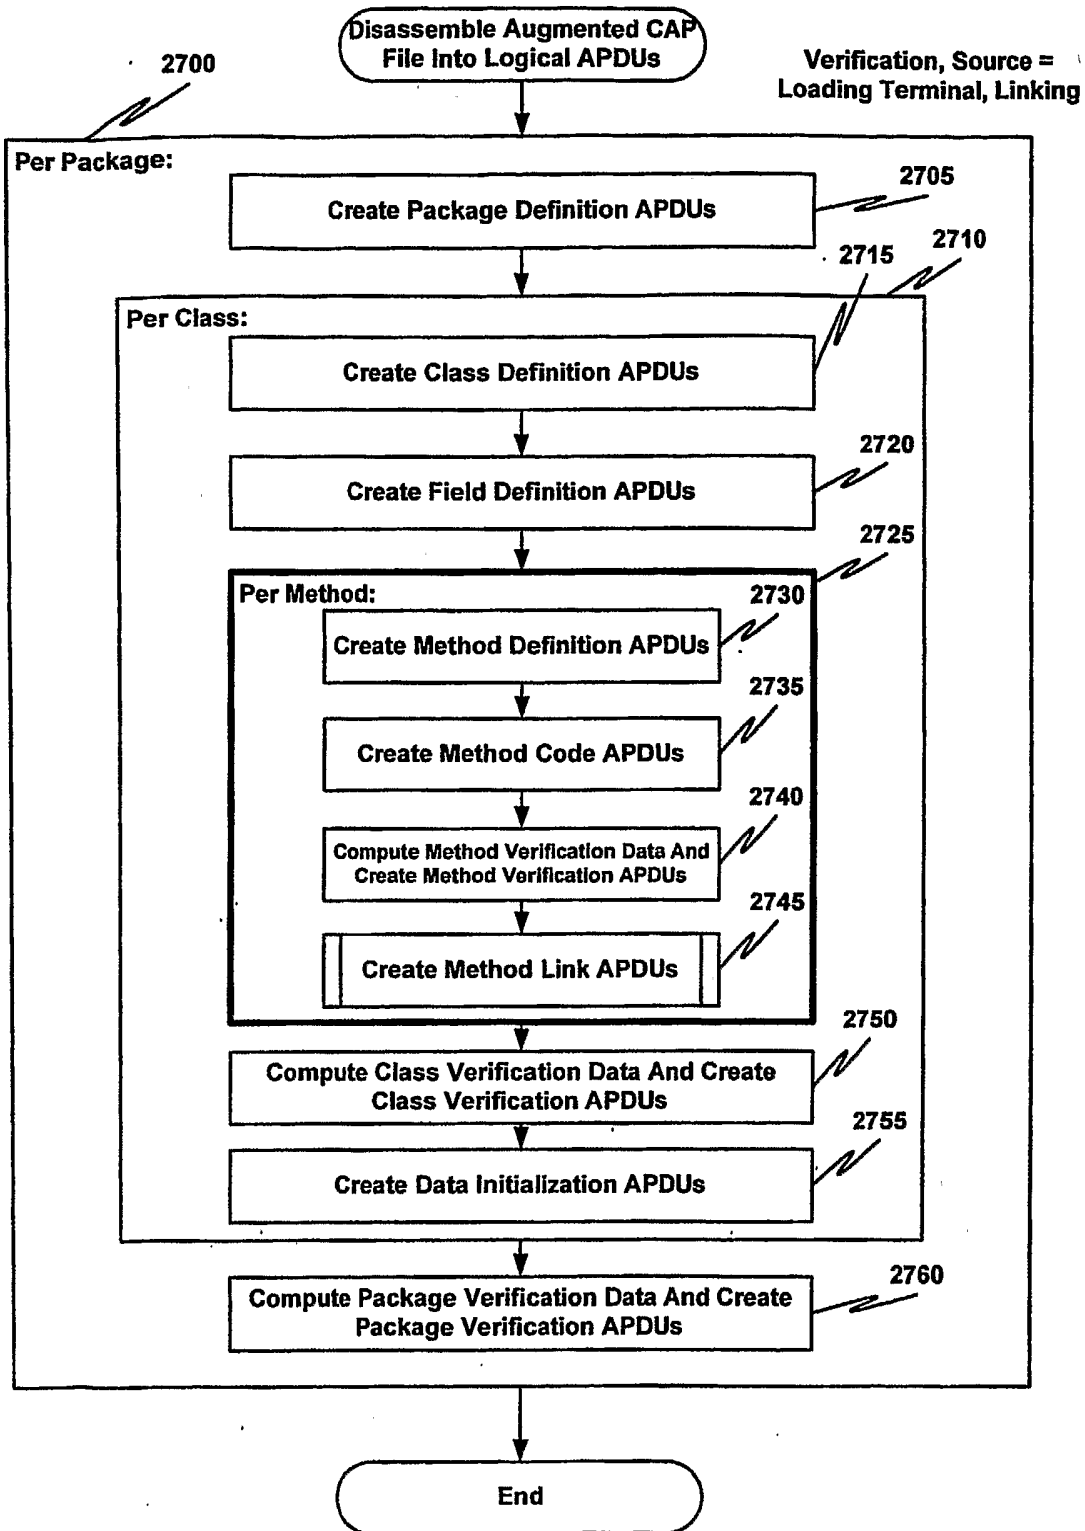 Disassemble Augmented CAP
File Into Logical APDUs
Verification, Source =
Loading Terminal, Linking
2700
Per Package:
2705
Create Package Definition APDUs
2710
2715
Per Class:
Create Class Definition APDUs
2720
Create Field Definition APDUs
2725
Per Method:
2730
Create Method Definition APDUs
2735
Create Method Code APDUs
2740
Compute Method Verification Data And
Create Method Verification APDUs
2745
Create Method Link APDUs
2750
Compute Class Verification Data And Create
Class Verification APDUs
2755
Create Data Initialization APDUs
2760
Compute Package Verification Data And Create
Package Verification APDUs
End